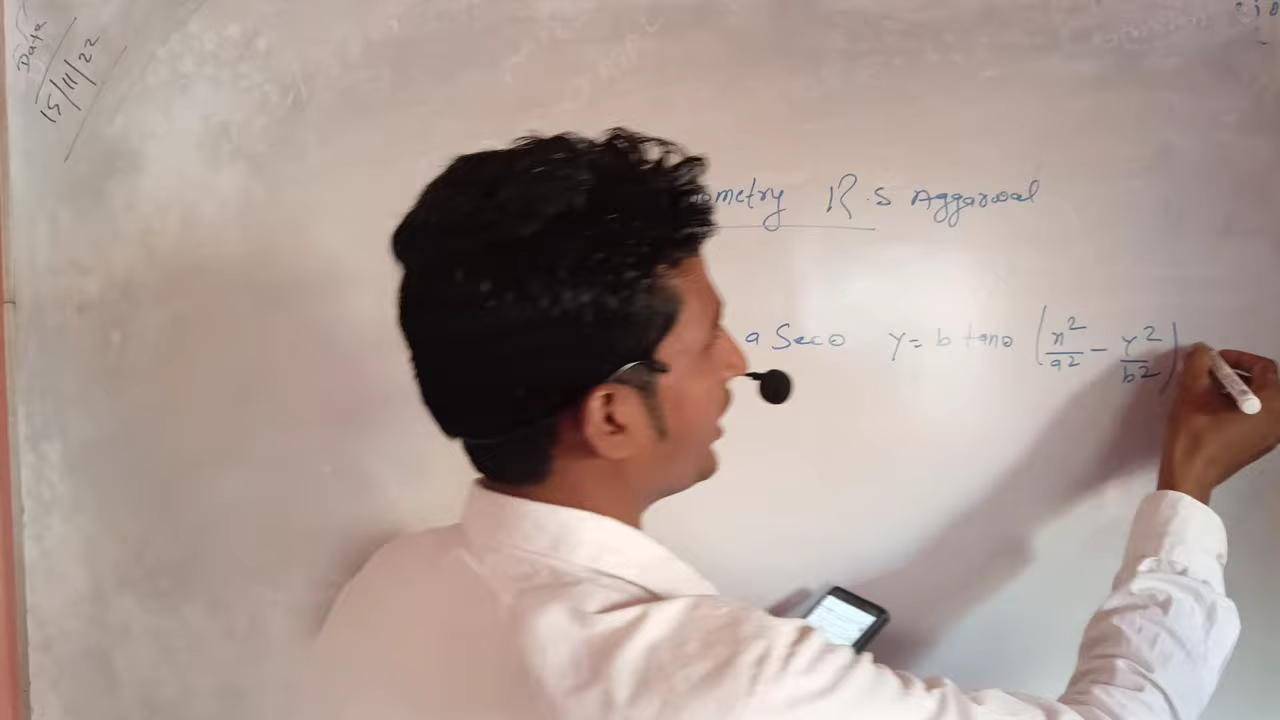 Date
15/11/22
ometry R.S Aggarwal
a Secθ y = b tanθ (x²/a² - y²/b²)